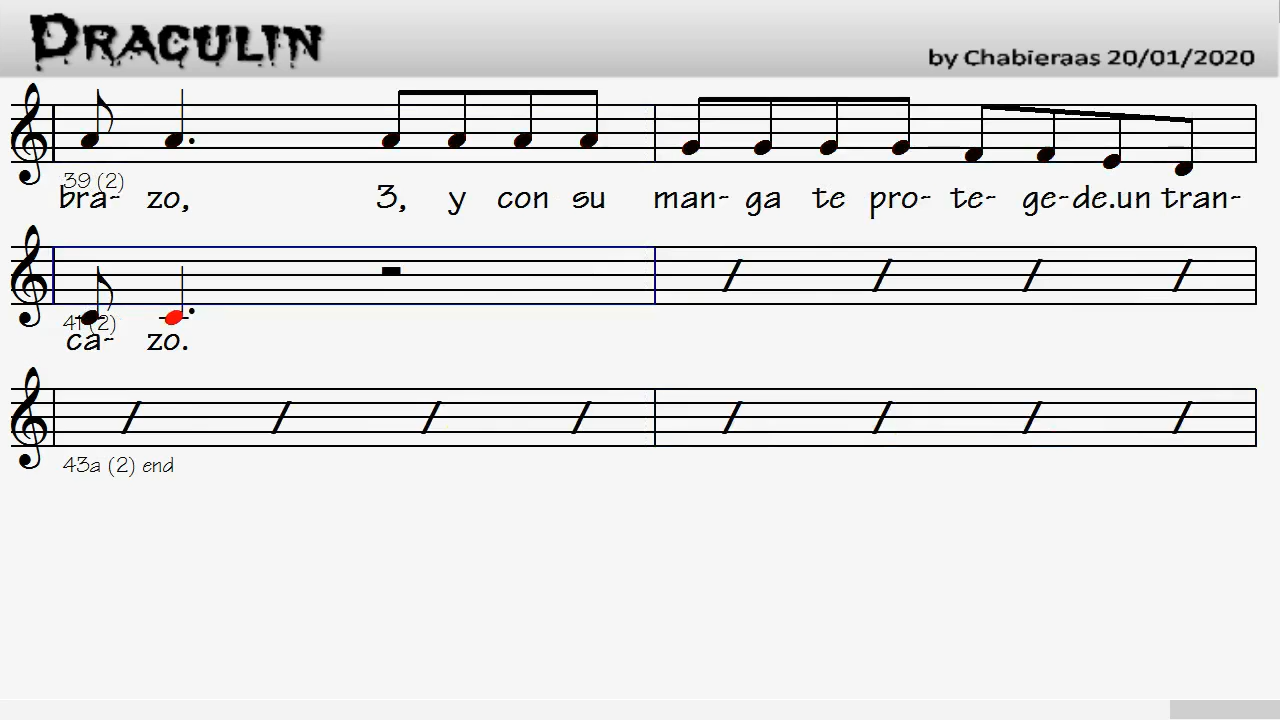 DRACULIN
by Chabieraas 20/01/2020
39 (2)
bra- zo, 3, y con su man- ga te pro- te- ge-de.un tran-
41 (2)
ca- zo.
43a (2) end